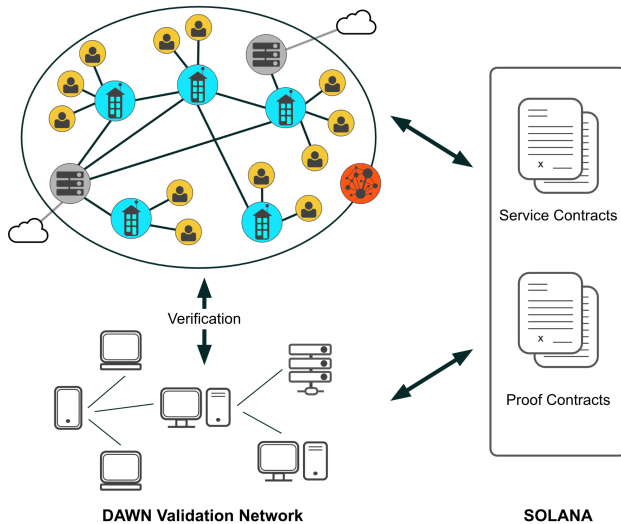 Service Contracts
Verification
x
x
Proof Contracts
DAWN Validation Network
SOLANA